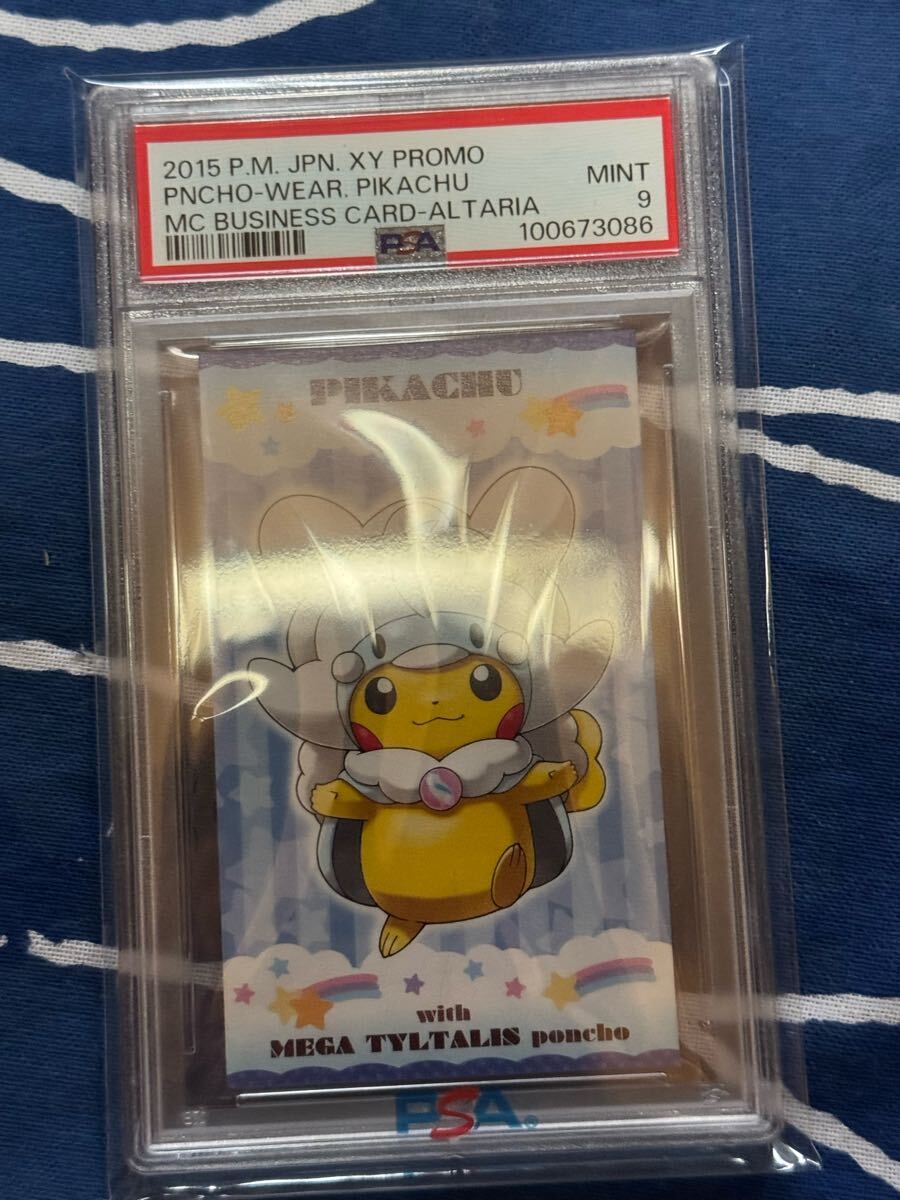 2015 P.M. JPN. XY PROMO
PNCHO-WEAR. PIKACHU MINT
MC BUSINESS CARD-ALTARIA 9
PSA 100673086
PIKACHU
with
MEGA TYLTALIS poncho
PSA